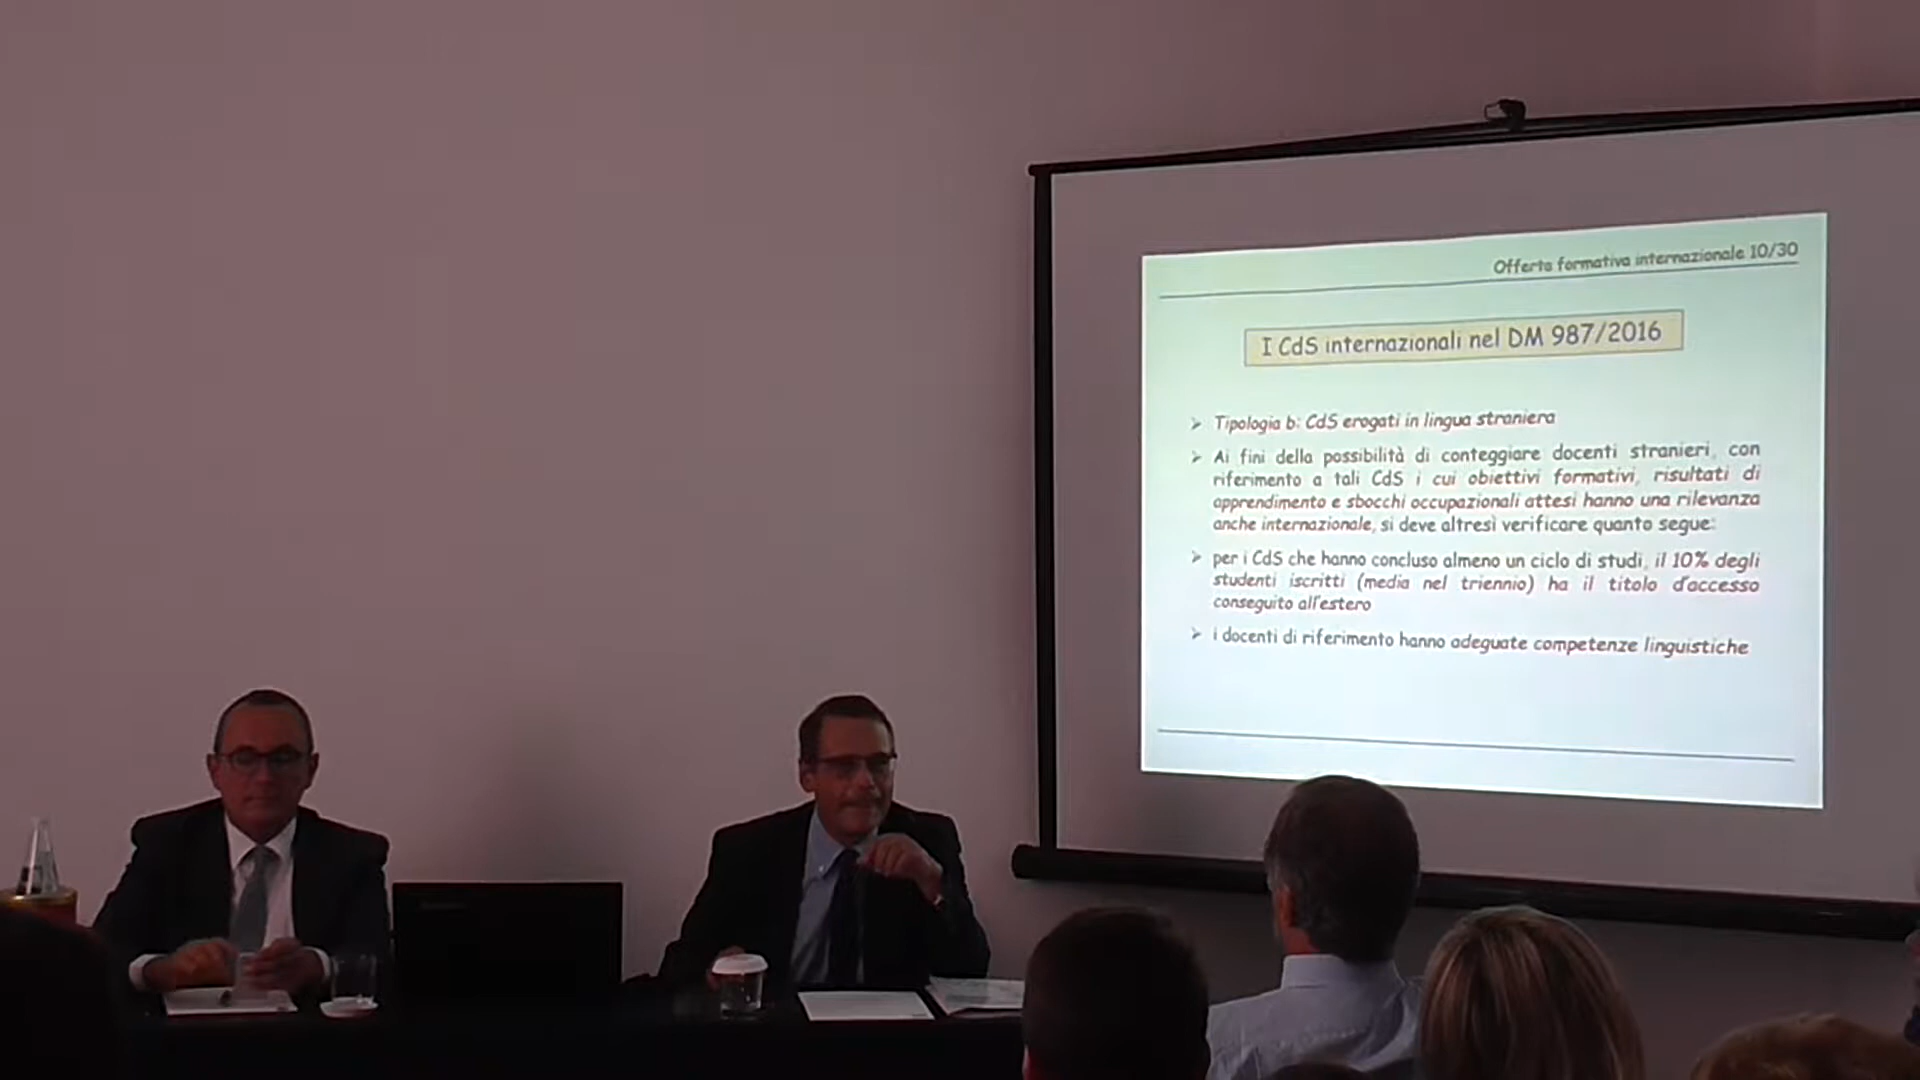 Offerta formativa internazionale 10/30
I CdS internazionali nel DM 987/2016
➢ Tipologia b: CdS erogati in lingua straniera
➢ Ai fini della possibilità di conteggiare docenti stranieri, con
riferimento a tali CdS i cui obiettivi formativi, risultati di
apprendimento e sbocchi occupazionali attesi hanno una rilevanza
anche internazionale, si deve altresì verificare quanto segue:
➢ per i CdS che hanno concluso almeno un ciclo di studi, il 10% degli
studenti iscritti (media nel triennio) ha il titolo d'accesso
conseguito all'estero
➢ i docenti di riferimento hanno adeguate competenze linguistiche